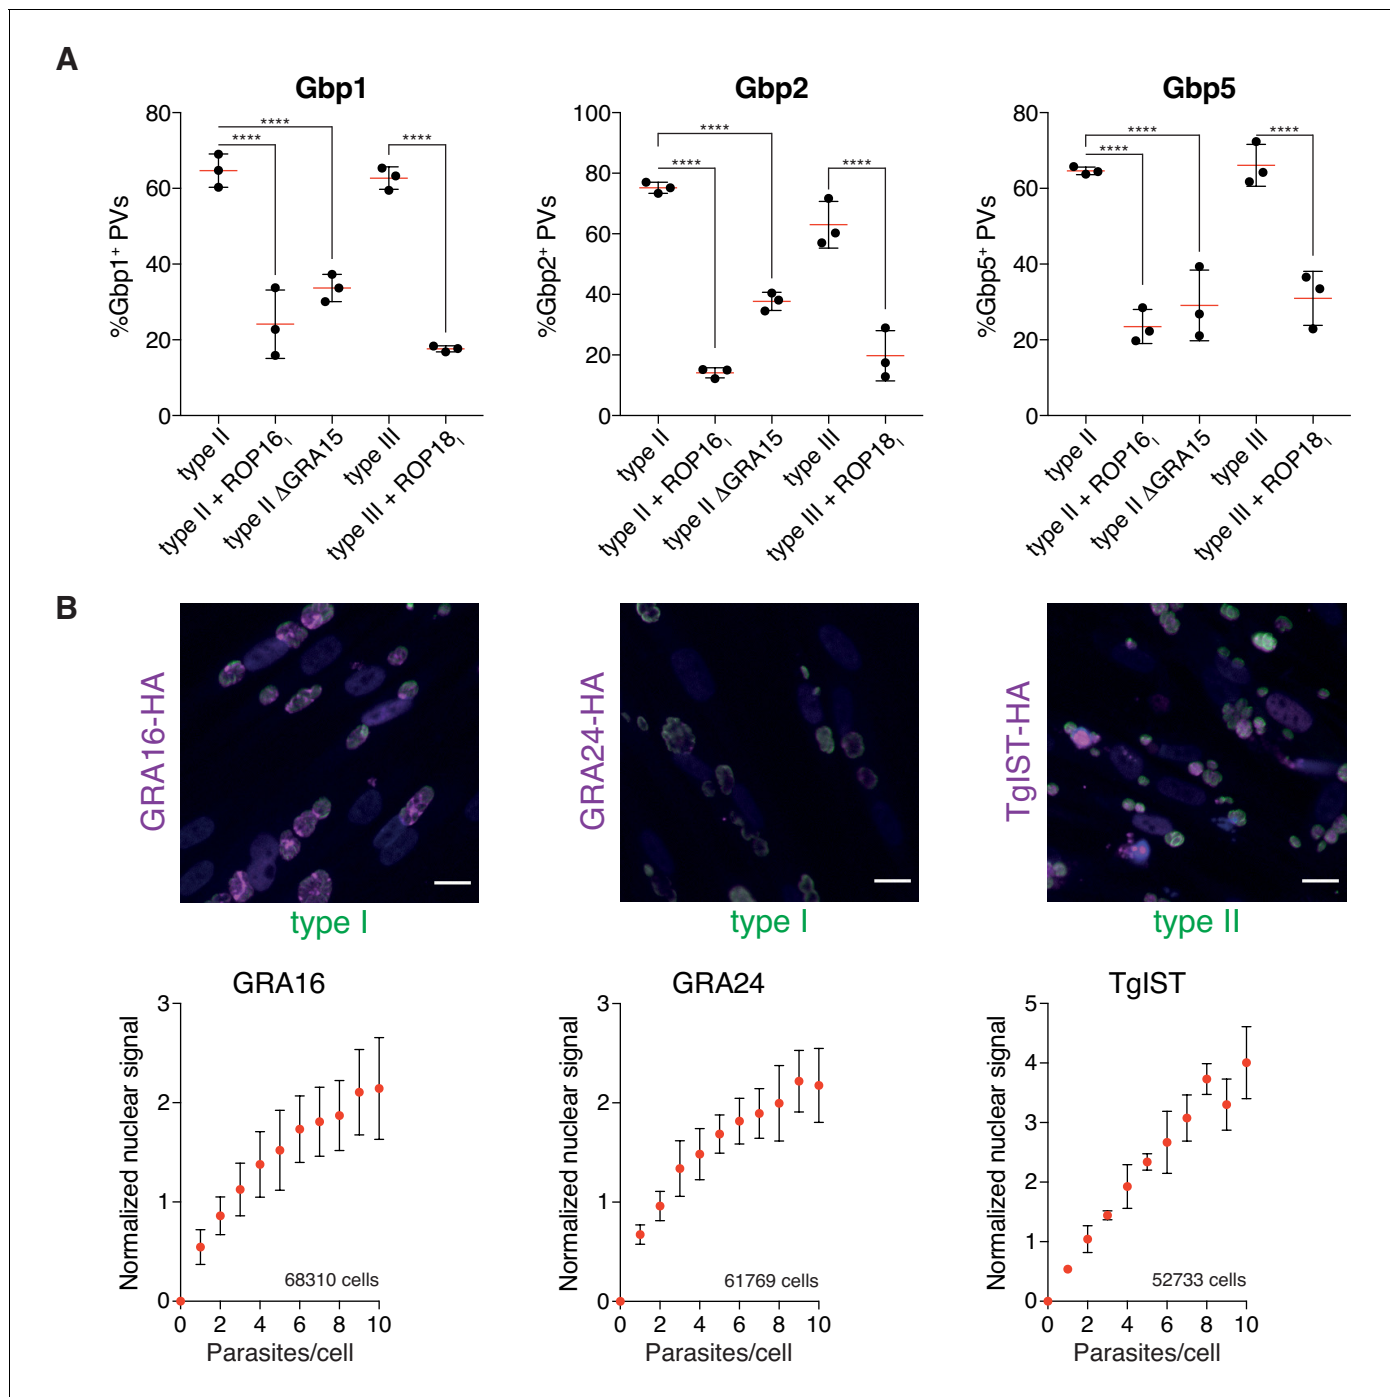 A
Gbp1
%Gbp1+ PVs
80
60
40
20
0
****
****
****
type II
type II + ROP16I
type II ΔGRA15
type III
type III + ROP18I
Gbp2
%Gbp2+ PVs
100
80
60
40
20
0
****
****
****
type II
type II + ROP16I
type II ΔGRA15
type III
type III + ROP18I
Gbp5
%Gbp5+ PVs
80
60
40
20
0
****
****
****
type II
type II + ROP16I
type II ΔGRA15
type III
type III + ROP18I
B
GRA16-HA
type I
GRA24-HA
type I
TgIST-HA
type II
GRA16
Normalized nuclear signal
3
2
1
0
68310 cells
0 2 4 6 8 10
Parasites/cell
GRA24
Normalized nuclear signal
3
2
1
0
61769 cells
0 2 4 6 8 10
Parasites/cell
TgIST
Normalized nuclear signal
5
4
3
2
1
0
52733 cells
0 2 4 6 8 10
Parasites/cell